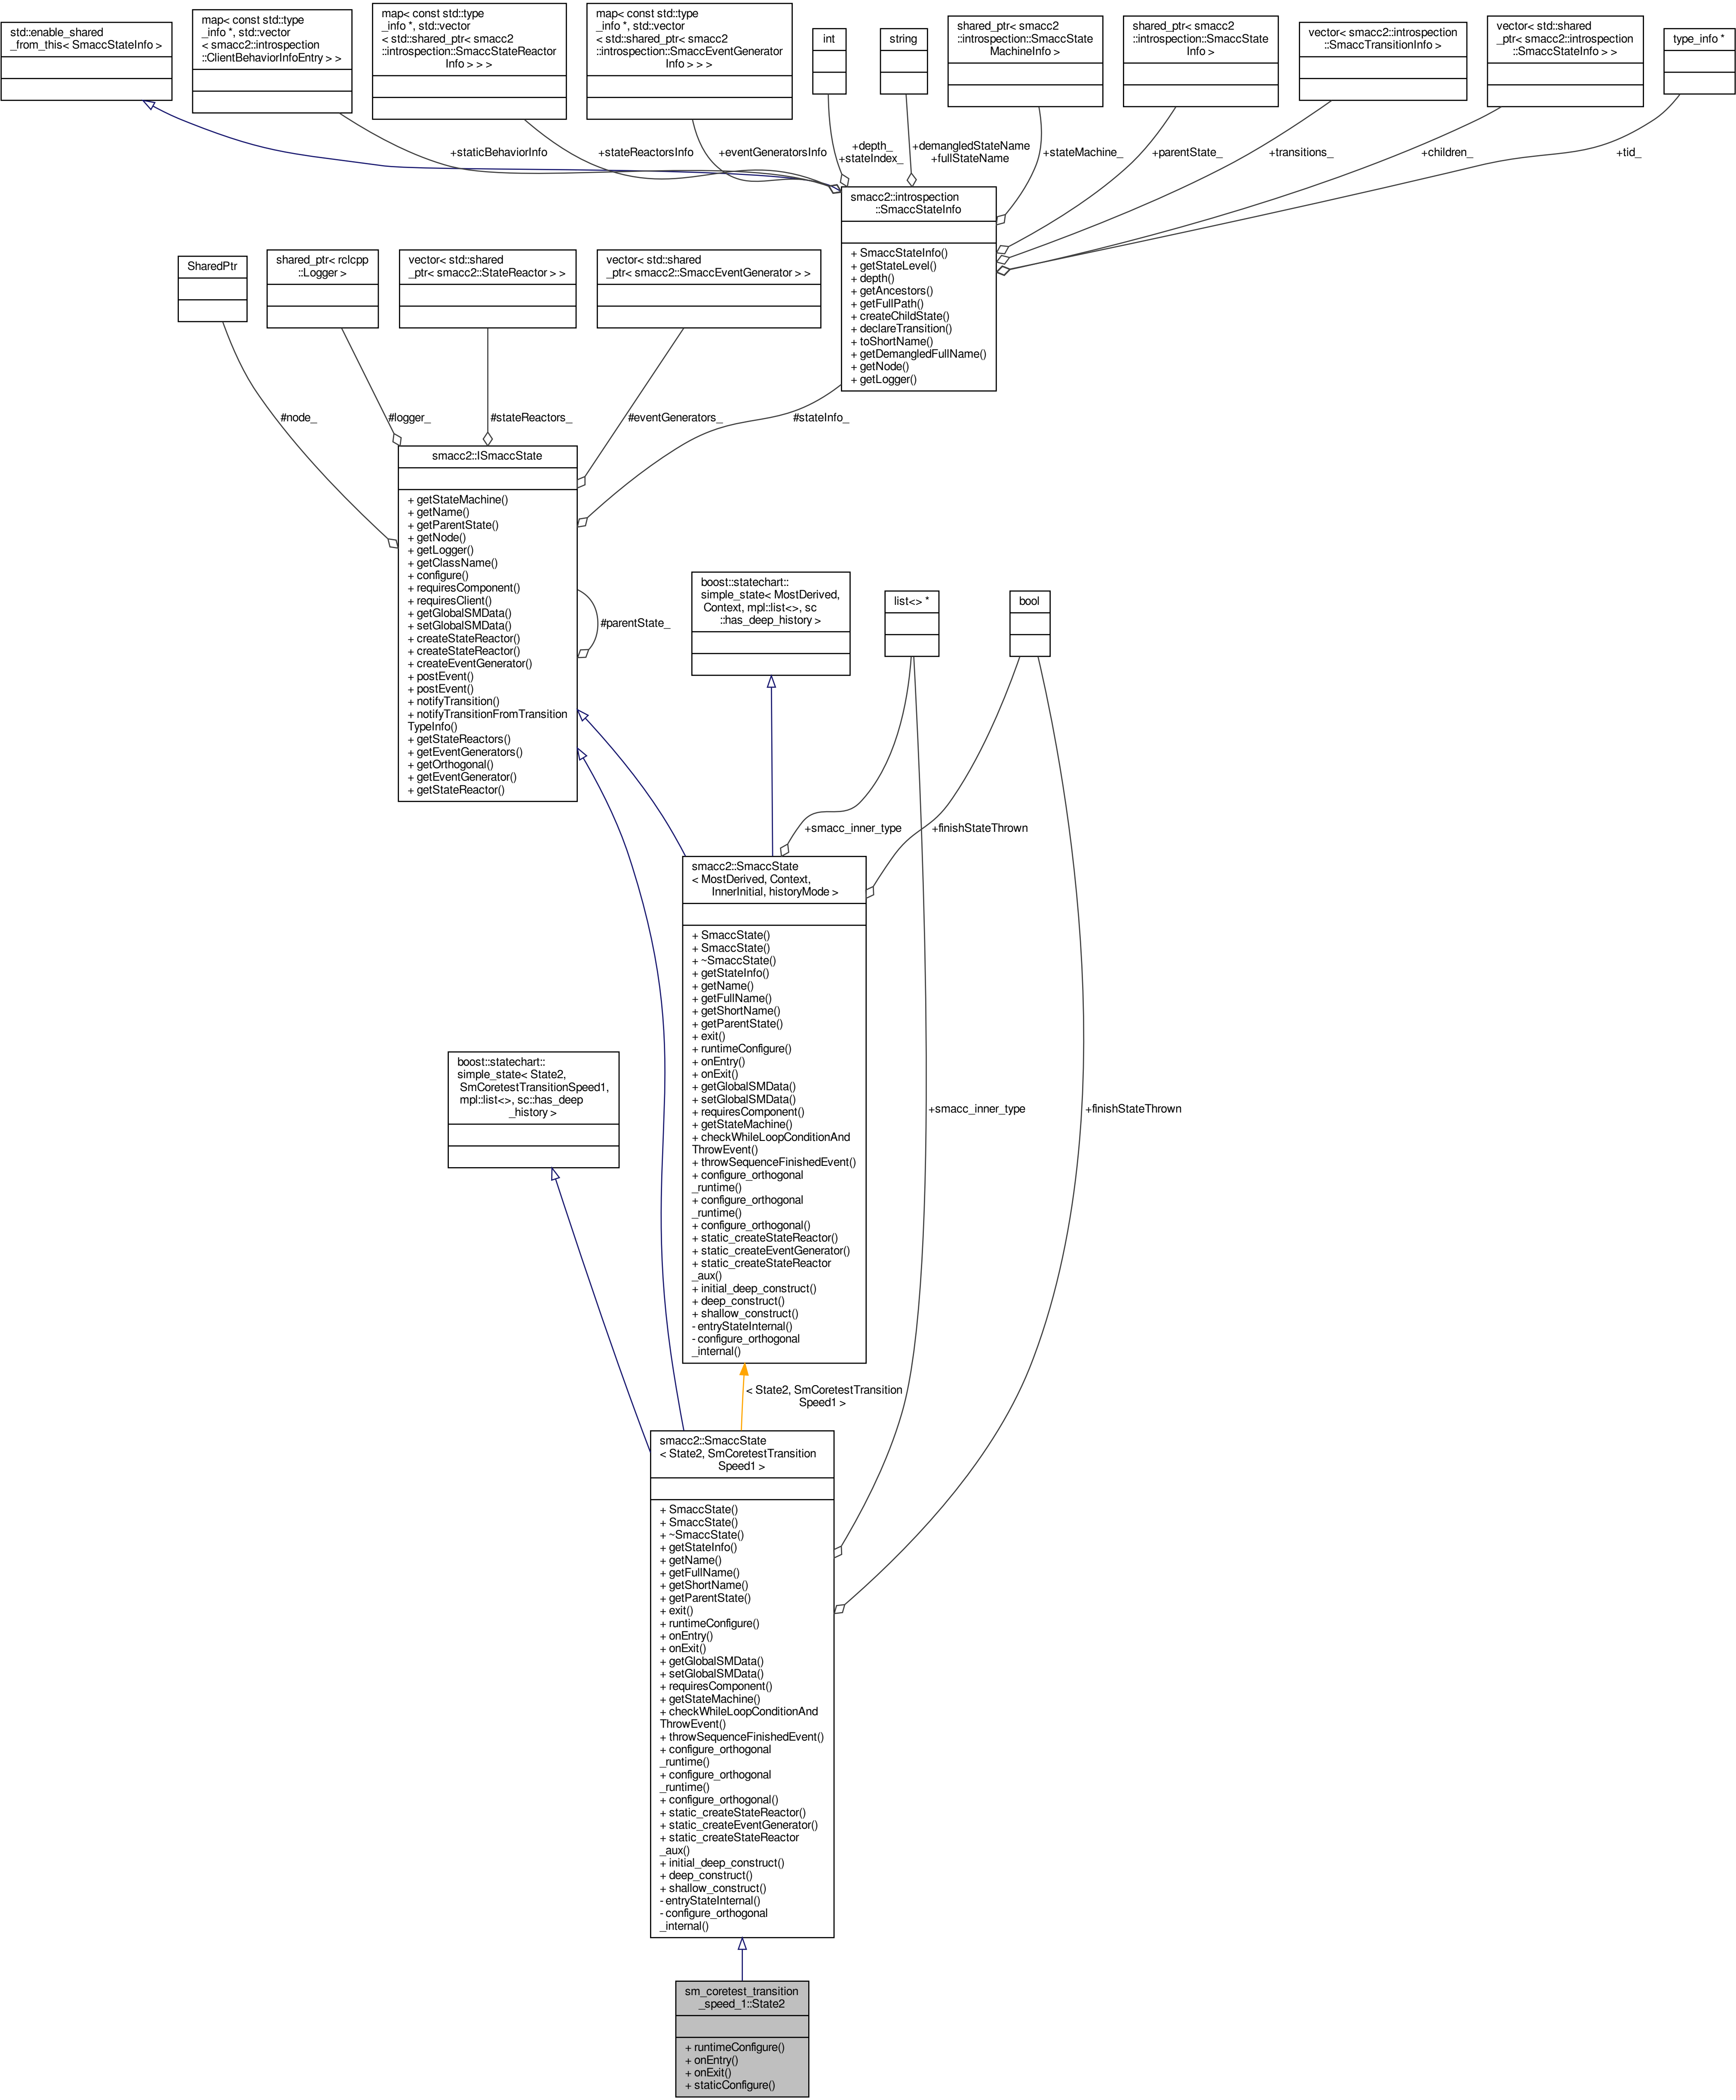 std::enable_shared
_from_this< SmaccStateInfo >
map< const std::type
_info *, std::vector
< smacc2::introspection
::ClientBehaviorInfoEntry > >
map< const std::type
_info *, std::vector
< std::shared_ptr< smacc2
::introspection::SmaccStateReactor
Info > > >
map< const std::type
_info *, std::vector
< std::shared_ptr< smacc2
::introspection::SmaccEventGenerator
Info > > >
int
string
shared_ptr< smacc2
::introspection::SmaccState
MachineInfo >
shared_ptr< smacc2
::introspection::SmaccState
Info >
vector< smacc2::introspection
::SmaccTransitionInfo >
vector< std::shared
_ptr< smacc2::introspection
::SmaccStateInfo > >
type_info *
+staticBehaviorInfo
+stateReactorsInfo
+eventGeneratorsInfo
+depth_
+stateIndex_
+demangledStateName
+fullStateName
+stateMachine_
+parentState_
+transitions_
+children_
+tid_
smacc2::introspection
::SmaccStateInfo
+ SmaccStateInfo()
+ getStateLevel()
+ depth()
+ getAncestors()
+ getFullPath()
+ createChildState()
+ declareTransition()
+ toShortName()
+ getDemangledFullName()
+ getNode()
+ getLogger()
SharedPtr
shared_ptr< rclcpp
::Logger >
vector< std::shared
_ptr< smacc2::StateReactor > >
vector< std::shared
_ptr< smacc2::SmaccEventGenerator > >
#node_
#logger_
#stateReactors_
#eventGenerators_
#stateInfo_
smacc2::ISmaccState
+ getStateMachine()
+ getName()
+ getParentState()
+ getNode()
+ getLogger()
+ getClassName()
+ configure()
+ requiresComponent()
+ requiresClient()
+ getGlobalSMData()
+ setGlobalSMData()
+ createStateReactor()
+ createStateReactor()
+ createEventGenerator()
+ postEvent()
+ postEvent()
+ notifyTransition()
+ notifyTransitionFromTransition
TypeInfo()
+ getStateReactors()
+ getEventGenerators()
+ getOrthogonal()
+ getEventGenerator()
+ getStateReactor()
#parentState_
boost::statechart::
simple_state< MostDerived,
Context, mpl::list<>, sc
::has_deep_history >
list<> *
bool
+smacc_inner_type
+finishStateThrown
smacc2::SmaccState
< MostDerived, Context,
InnerInitial, historyMode >
+ SmaccState()
+ SmaccState()
+ ~SmaccState()
+ getStateInfo()
+ getName()
+ getFullName()
+ getShortName()
+ getParentState()
+ exit()
+ runtimeConfigure()
+ onEntry()
+ onExit()
+ getGlobalSMData()
+ setGlobalSMData()
+ requiresComponent()
+ getStateMachine()
+ checkWhileLoopConditionAnd
ThrowEvent()
+ throwSequenceFinishedEvent()
+ configure_orthogonal
_runtime()
+ configure_orthogonal
_runtime()
+ configure_orthogonal()
+ static_createStateReactor()
+ static_createEventGenerator()
+ static_createStateReactor
_aux()
+ initial_deep_construct()
+ deep_construct()
+ shallow_construct()
- entryStateInternal()
- configure_orthogonal
_internal()
boost::statechart::
simple_state< State2,
SmCoretestTransitionSpeed1,
mpl::list<>, sc::has_deep
_history >
+smacc_inner_type
+finishStateThrown
< State2, SmCoretestTransition
Speed1 >
smacc2::SmaccState
< State2, SmCoretestTransition
Speed1 >
+ SmaccState()
+ SmaccState()
+ ~SmaccState()
+ getStateInfo()
+ getName()
+ getFullName()
+ getShortName()
+ getParentState()
+ exit()
+ runtimeConfigure()
+ onEntry()
+ onExit()
+ getGlobalSMData()
+ setGlobalSMData()
+ requiresComponent()
+ getStateMachine()
+ checkWhileLoopConditionAnd
ThrowEvent()
+ throwSequenceFinishedEvent()
+ configure_orthogonal
_runtime()
+ configure_orthogonal
_runtime()
+ configure_orthogonal()
+ static_createStateReactor()
+ static_createEventGenerator()
+ static_createStateReactor
_aux()
+ initial_deep_construct()
+ deep_construct()
+ shallow_construct()
- entryStateInternal()
- configure_orthogonal
_internal()
sm_coretest_transition
_speed_1::State2
+ runtimeConfigure()
+ onEntry()
+ onExit()
+ staticConfigure()